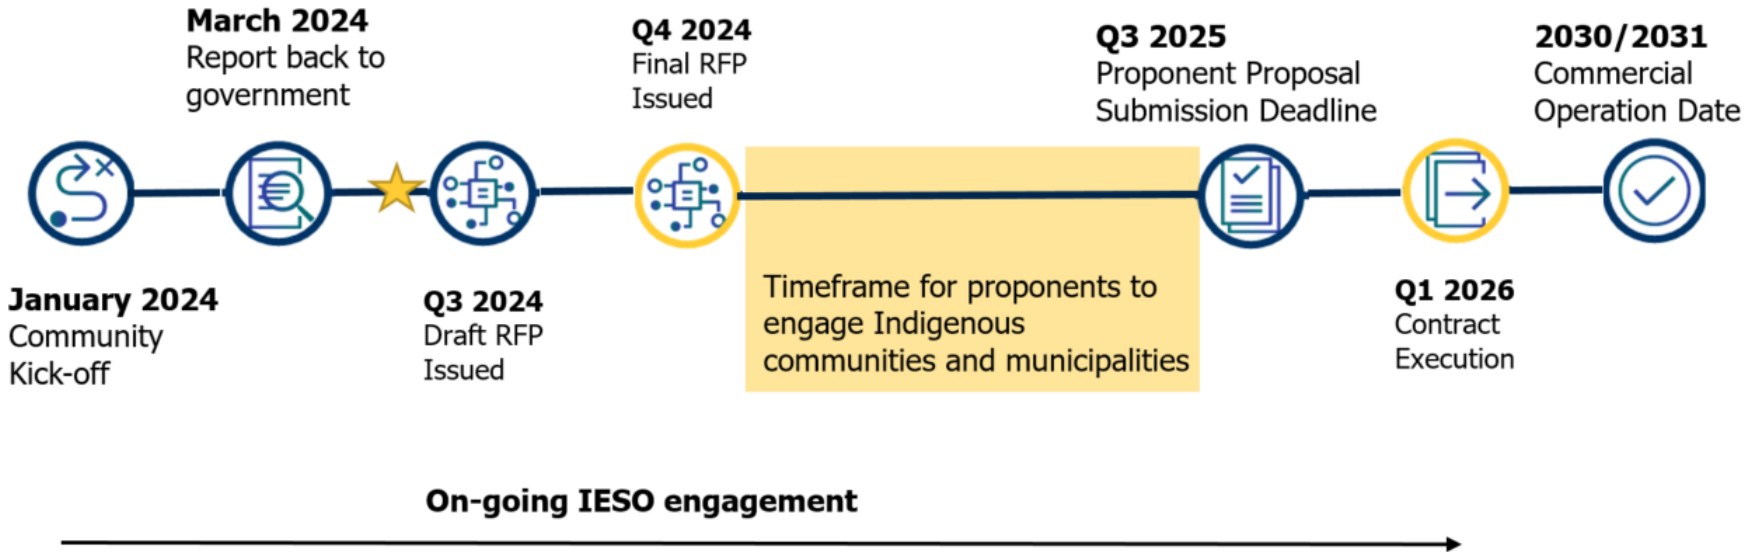 March 2024
Report back to
government
Q4 2024
Final RFP
Issued
Q3 2025
Proponent Proposal
Submission Deadline
2030/2031
Commercial
Operation Date
January 2024
Community
Kick-off
Q3 2024
Draft RFP
Issued
Timeframe for proponents to
engage Indigenous
communities and municipalities
Q1 2026
Contract
Execution
On-going IESO engagement